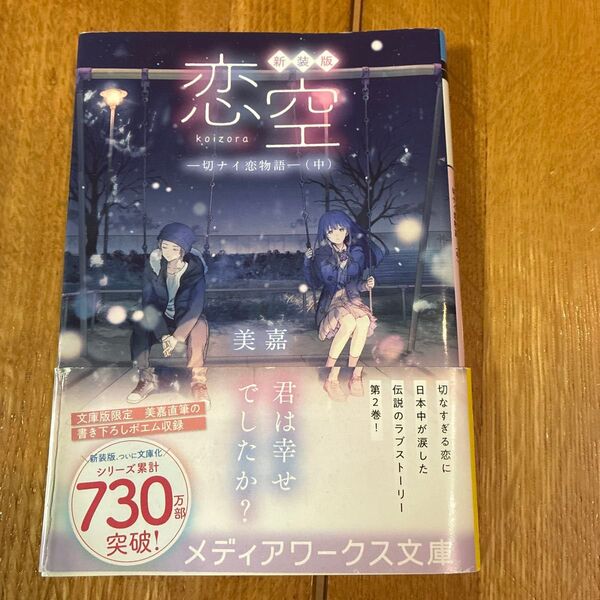 新装版
恋空
koizora
―切ナイ恋物語―(中)
美嘉
君は幸せ
でしたか?
切なすぎる恋に
日本中が涙した
伝説のラブストーリー
第2巻!
文庫版限定 美嘉直筆の
書き下ろしポエム収録
新装版、ついに文庫化
シリーズ累計
730万部
突破!
メディアワークス文庫